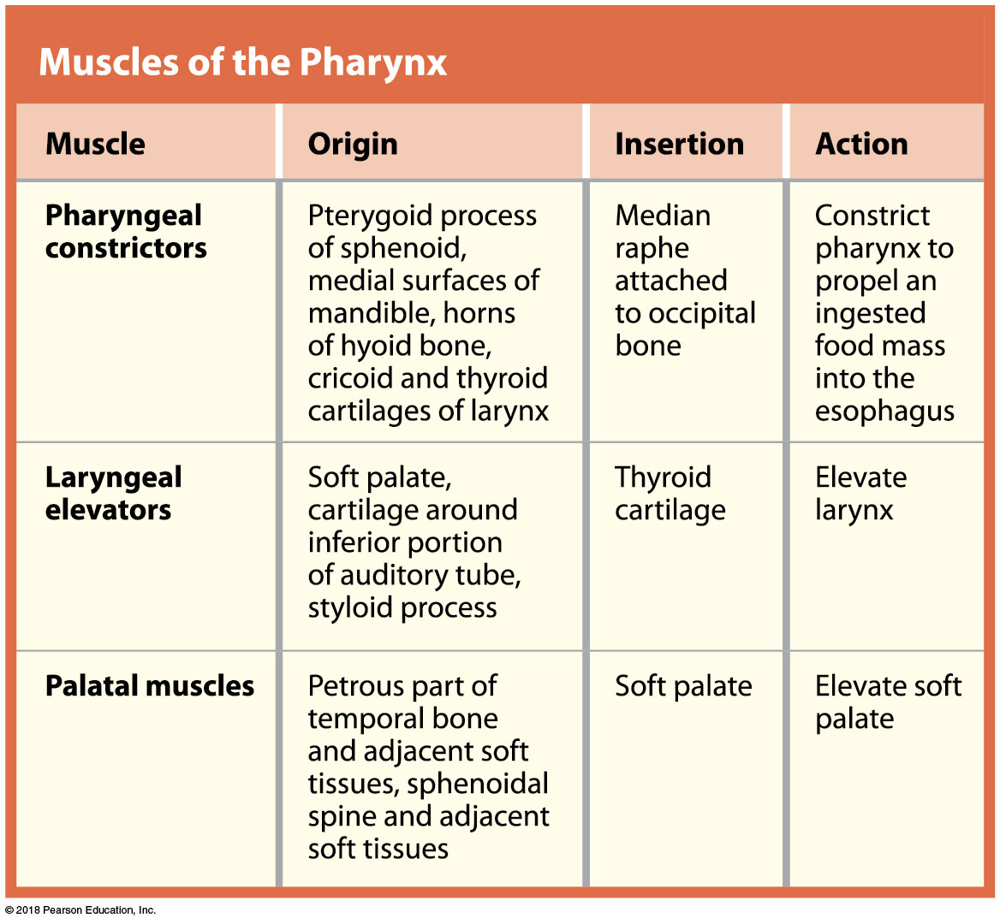 Muscles of the Pharynx
Muscle
Origin
Insertion
Action
Pharyngeal
constrictors
Pterygoid process
of sphenoid,
medial surfaces of
mandible, horns
of hyoid bone,
cricoid and thyroid
cartilages of larynx
Median
raphe
attached
to occipital
bone
Constrict
pharynx to
propel an
ingested
food mass
into the
esophagus
Laryngeal
elevators
Soft palate,
cartilage around
inferior portion
of auditory tube,
styloid process
Thyroid
cartilage
Elevate
larynx
Palatal muscles
Petrous part of
temporal bone
and adjacent soft
tissues, sphenoidal
spine and adjacent
soft tissues
Soft palate
Elevate soft
palate
© 2018 Pearson Education, Inc.